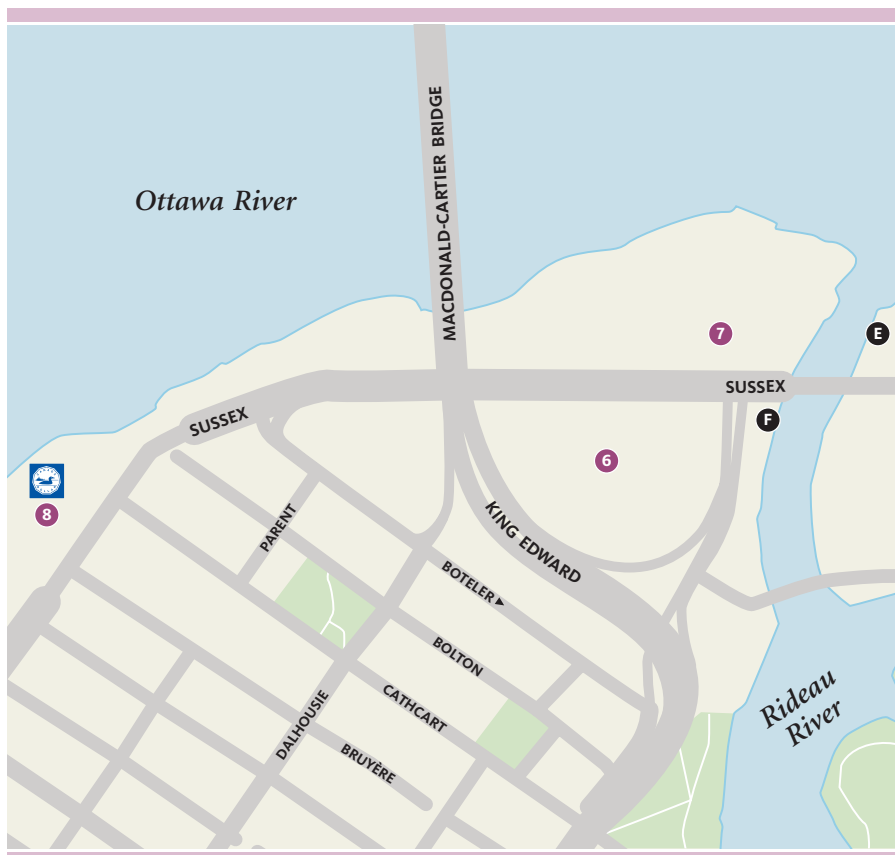 MACDONALD-CARTIER BRIDGE
Ottawa River
7
E
SUSSEX
SUSSEX
F
6
8
PARENT
KING EDWARD
BOTELER
BOLTON
CATHCART
DALHOUSIE
BRUYÈRE
Rideau
River